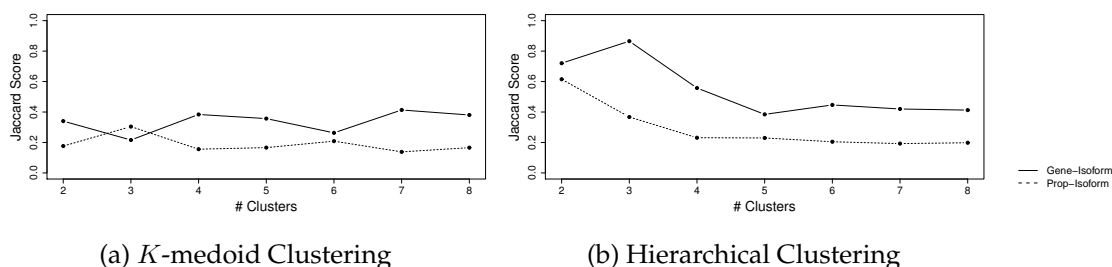 Jaccard Score
1.0
0.8
0.6
0.4
0.2
0.0
2 3 4 5 6 7 8
# Clusters
(a) K-medoid Clustering
Jaccard Score
1.0
0.8
0.6
0.4
0.2
0.0
2 3 4 5 6 7 8
# Clusters
(b) Hierarchical Clustering
Gene−Isoform
Prop−Isoform